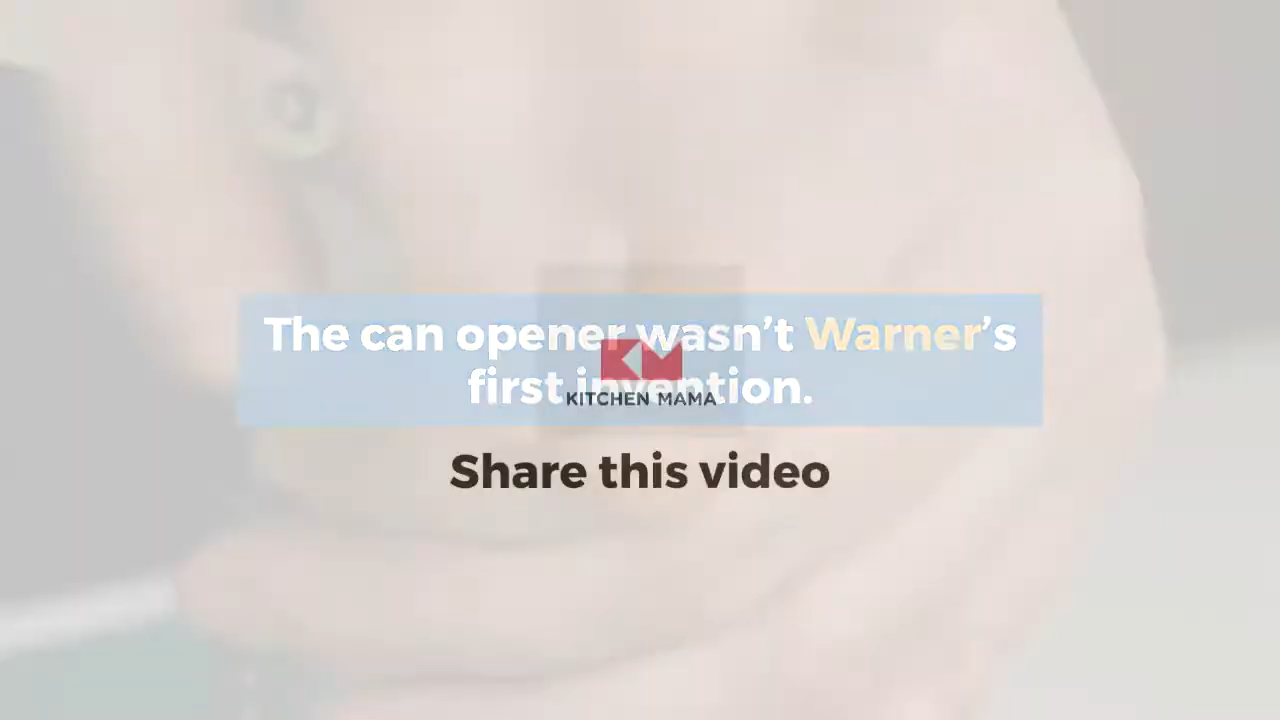 The can opener wasn’t Warner’s
first invention.
KITCHEN MAMA
Share this video